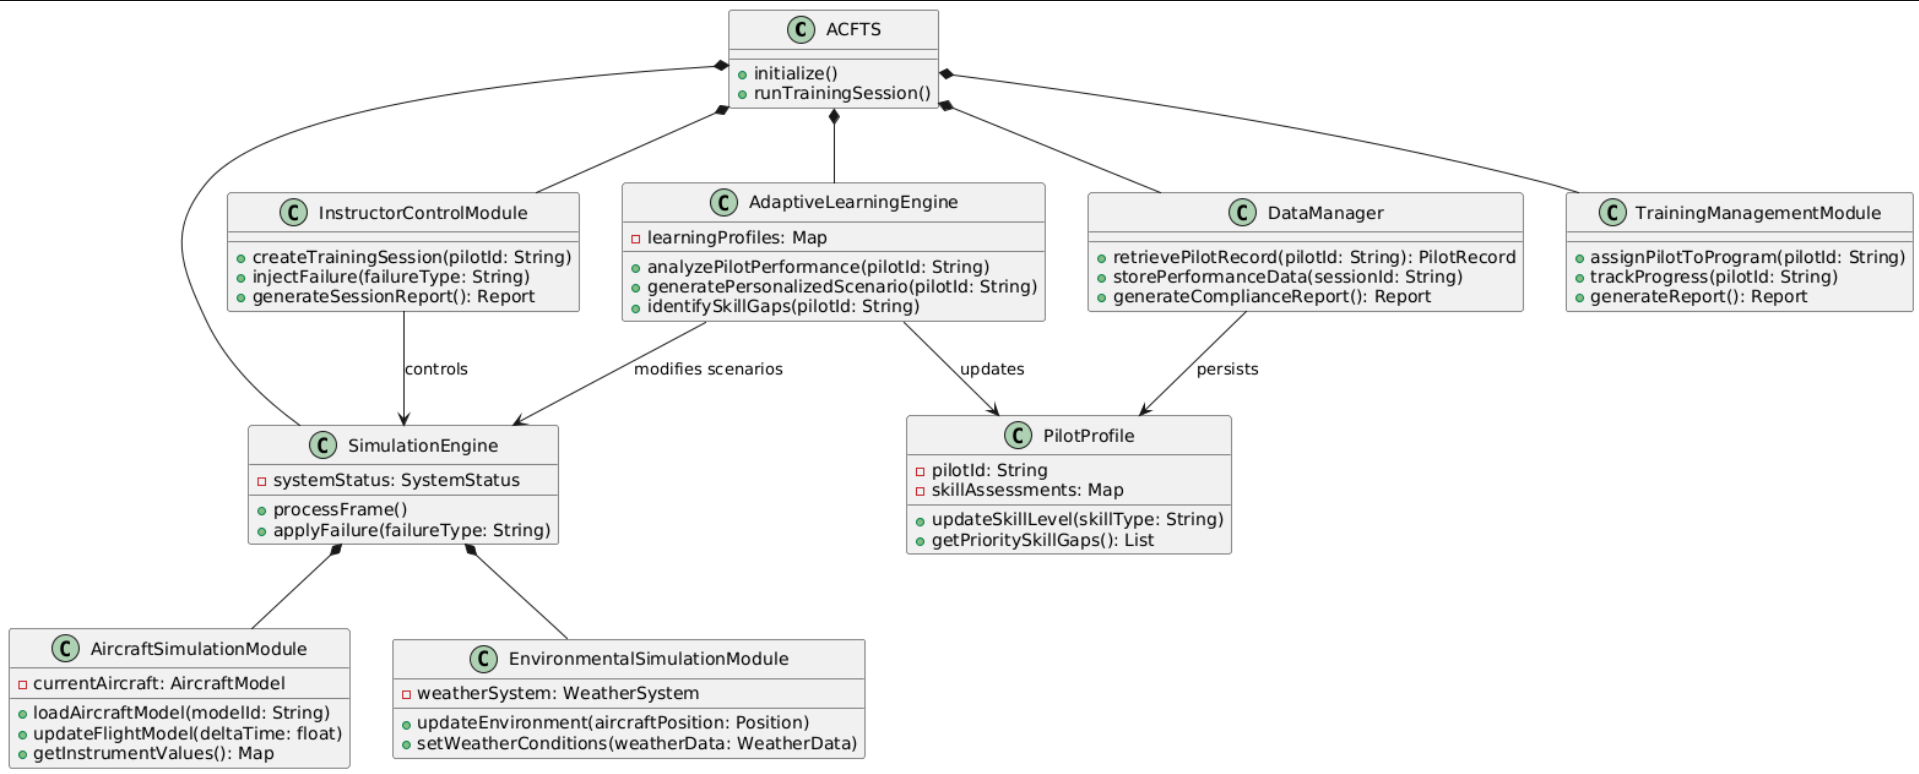 C ACFTS
initialize()
runTrainingSession()
C InstructorControlModule
createTrainingSession(pilotId: String)
injectFailure(failureType: String)
generateSessionReport(): Report
C AdaptiveLearningEngine
learningProfiles: Map
analyzePilotPerformance(pilotId: String)
generatePersonalizedScenario(pilotId: String)
identifySkillGaps(pilotId: String)
C DataManager
retrievePilotRecord(pilotId: String): PilotRecord
storePerformanceData(sessionId: String)
generateComplianceReport(): Report
C TrainingManagementModule
assignPilotToProgram(pilotId: String)
trackProgress(pilotId: String)
generateReport(): Report
controls
modifies scenarios
updates
persists
C SimulationEngine
systemStatus: SystemStatus
processFrame()
applyFailure(failureType: String)
C PilotProfile
pilotId: String
skillAssessments: Map
updateSkillLevel(skillType: String)
getPrioritySkillGaps(): List
C AircraftSimulationModule
currentAircraft: AircraftModel
loadAircraftModel(modelId: String)
updateFlightModel(deltaTime: float)
getInstrumentValues(): Map
C EnvironmentalSimulationModule
weatherSystem: WeatherSystem
updateEnvironment(aircraftPosition: Position)
setWeatherConditions(weatherData: WeatherData)